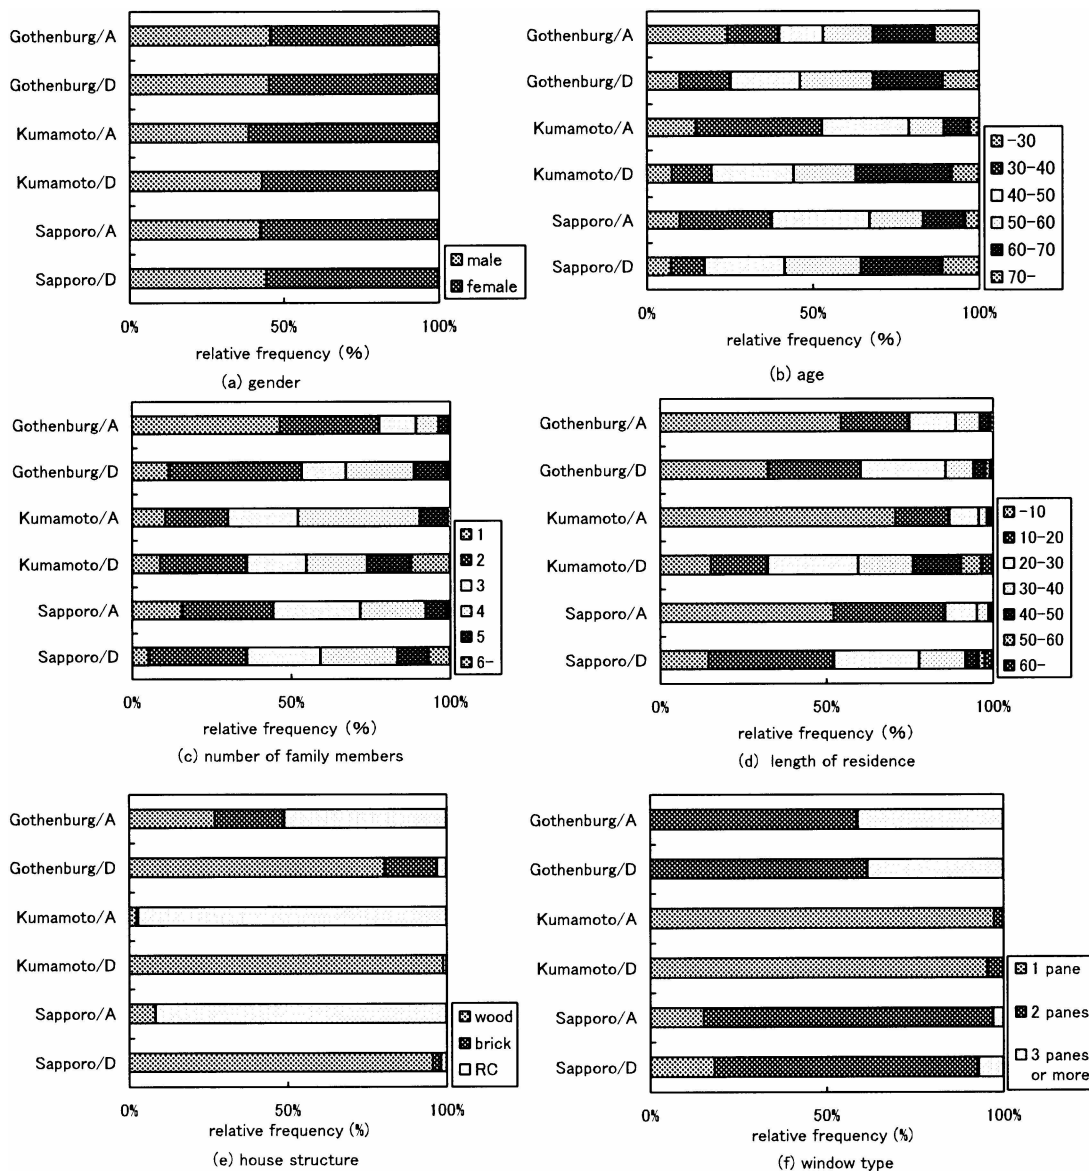 Gothenburg/A
Gothenburg/D
Kumamoto/A
Kumamoto/D
Sapporo/A
Sapporo/D
male
female
0% 50% 100%
relative frequency (%)
(a) gender
Gothenburg/A
Gothenburg/D
Kumamoto/A
Kumamoto/D
Sapporo/A
Sapporo/D
-30
30-40
40-50
50-60
60-70
70-
0% 50% 100%
relative frequency (%)
(b) age
Gothenburg/A
Gothenburg/D
Kumamoto/A
Kumamoto/D
Sapporo/A
Sapporo/D
1
2
3
4
5
6-
0% 50% 100%
relative frequency (%)
(c) number of family members
Gothenburg/A
Gothenburg/D
Kumamoto/A
Kumamoto/D
Sapporo/A
Sapporo/D
-10
10-20
20-30
30-40
40-50
50-60
60-
0% 50% 100%
relative frequency (%)
(d) length of residence
Gothenburg/A
Gothenburg/D
Kumamoto/A
Kumamoto/D
Sapporo/A
Sapporo/D
wood
brick
RC
0% 50% 100%
relative frequency (%)
(e) house structure
Gothenburg/A
Gothenburg/D
Kumamoto/A
Kumamoto/D
Sapporo/A
Sapporo/D
1 pane
2 panes
3 panes
or more
0% 50% 100%
relative frequency (%)
(f) window type